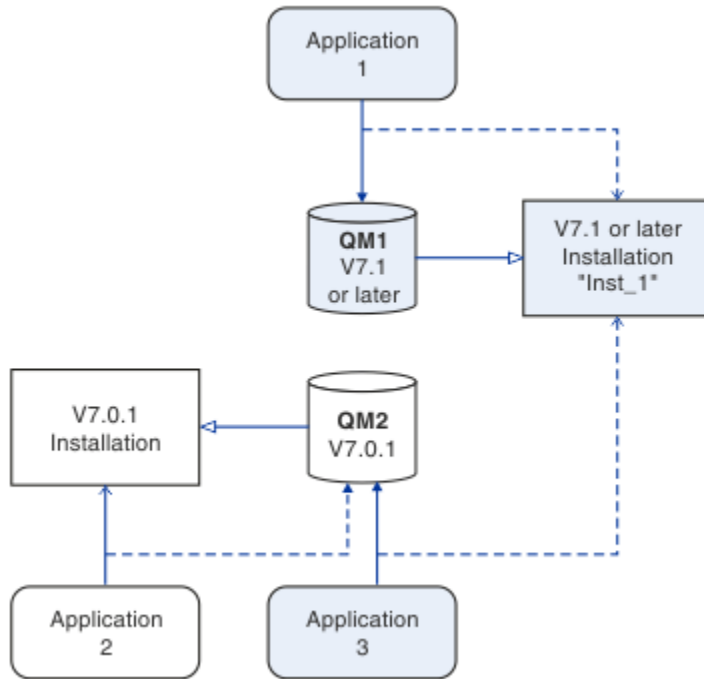 Application
1
QM1
V7.1
or later
V7.1 or later
Installation
"Inst_1"
V7.0.1
Installation
QM2
V7.0.1
Application
2
Application
3